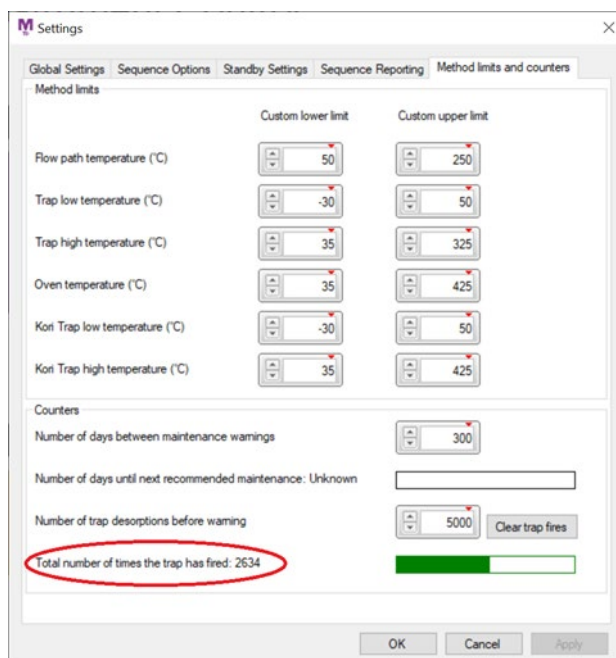 Settings
Global Settings Sequence Options Standby Settings Sequence Reporting Method limits and counters
Method limits
Custom lower limit Custom upper limit
Flow path temperature (°C) 50 250
Trap low temperature (°C) -30 50
Trap high temperature (°C) 35 325
Oven temperature (°C) 35 425
Kori Trap low temperature (°C) -30 50
Kori Trap high temperature (°C) 35 425
Counters
Number of days between maintenance warnings 300
Number of days until next recommended maintenance: Unknown
Number of trap desorptions before warning 5000 Clear trap fires
Total number of times the trap has fired: 2634
OK Cancel Apply